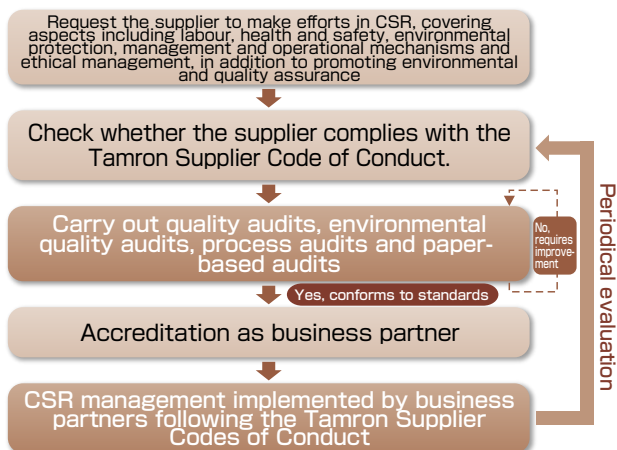 Request the supplier to make efforts in CSR, covering
aspects including labour, health and safety, environmental
protection, management and operational mechanisms and
ethical management, in addition to promoting environmental
and quality assurance
Check whether the supplier complies with the
Tamron Supplier Code of Conduct.
Carry out quality audits, environmental
quality audits, process audits and paper-
based audits
No,
requires
improve-
ment
Yes, conforms to standards
Accreditation as business partner
CSR management implemented by business
partners following the Tamron Supplier
Codes of Conduct
Periodical evaluation